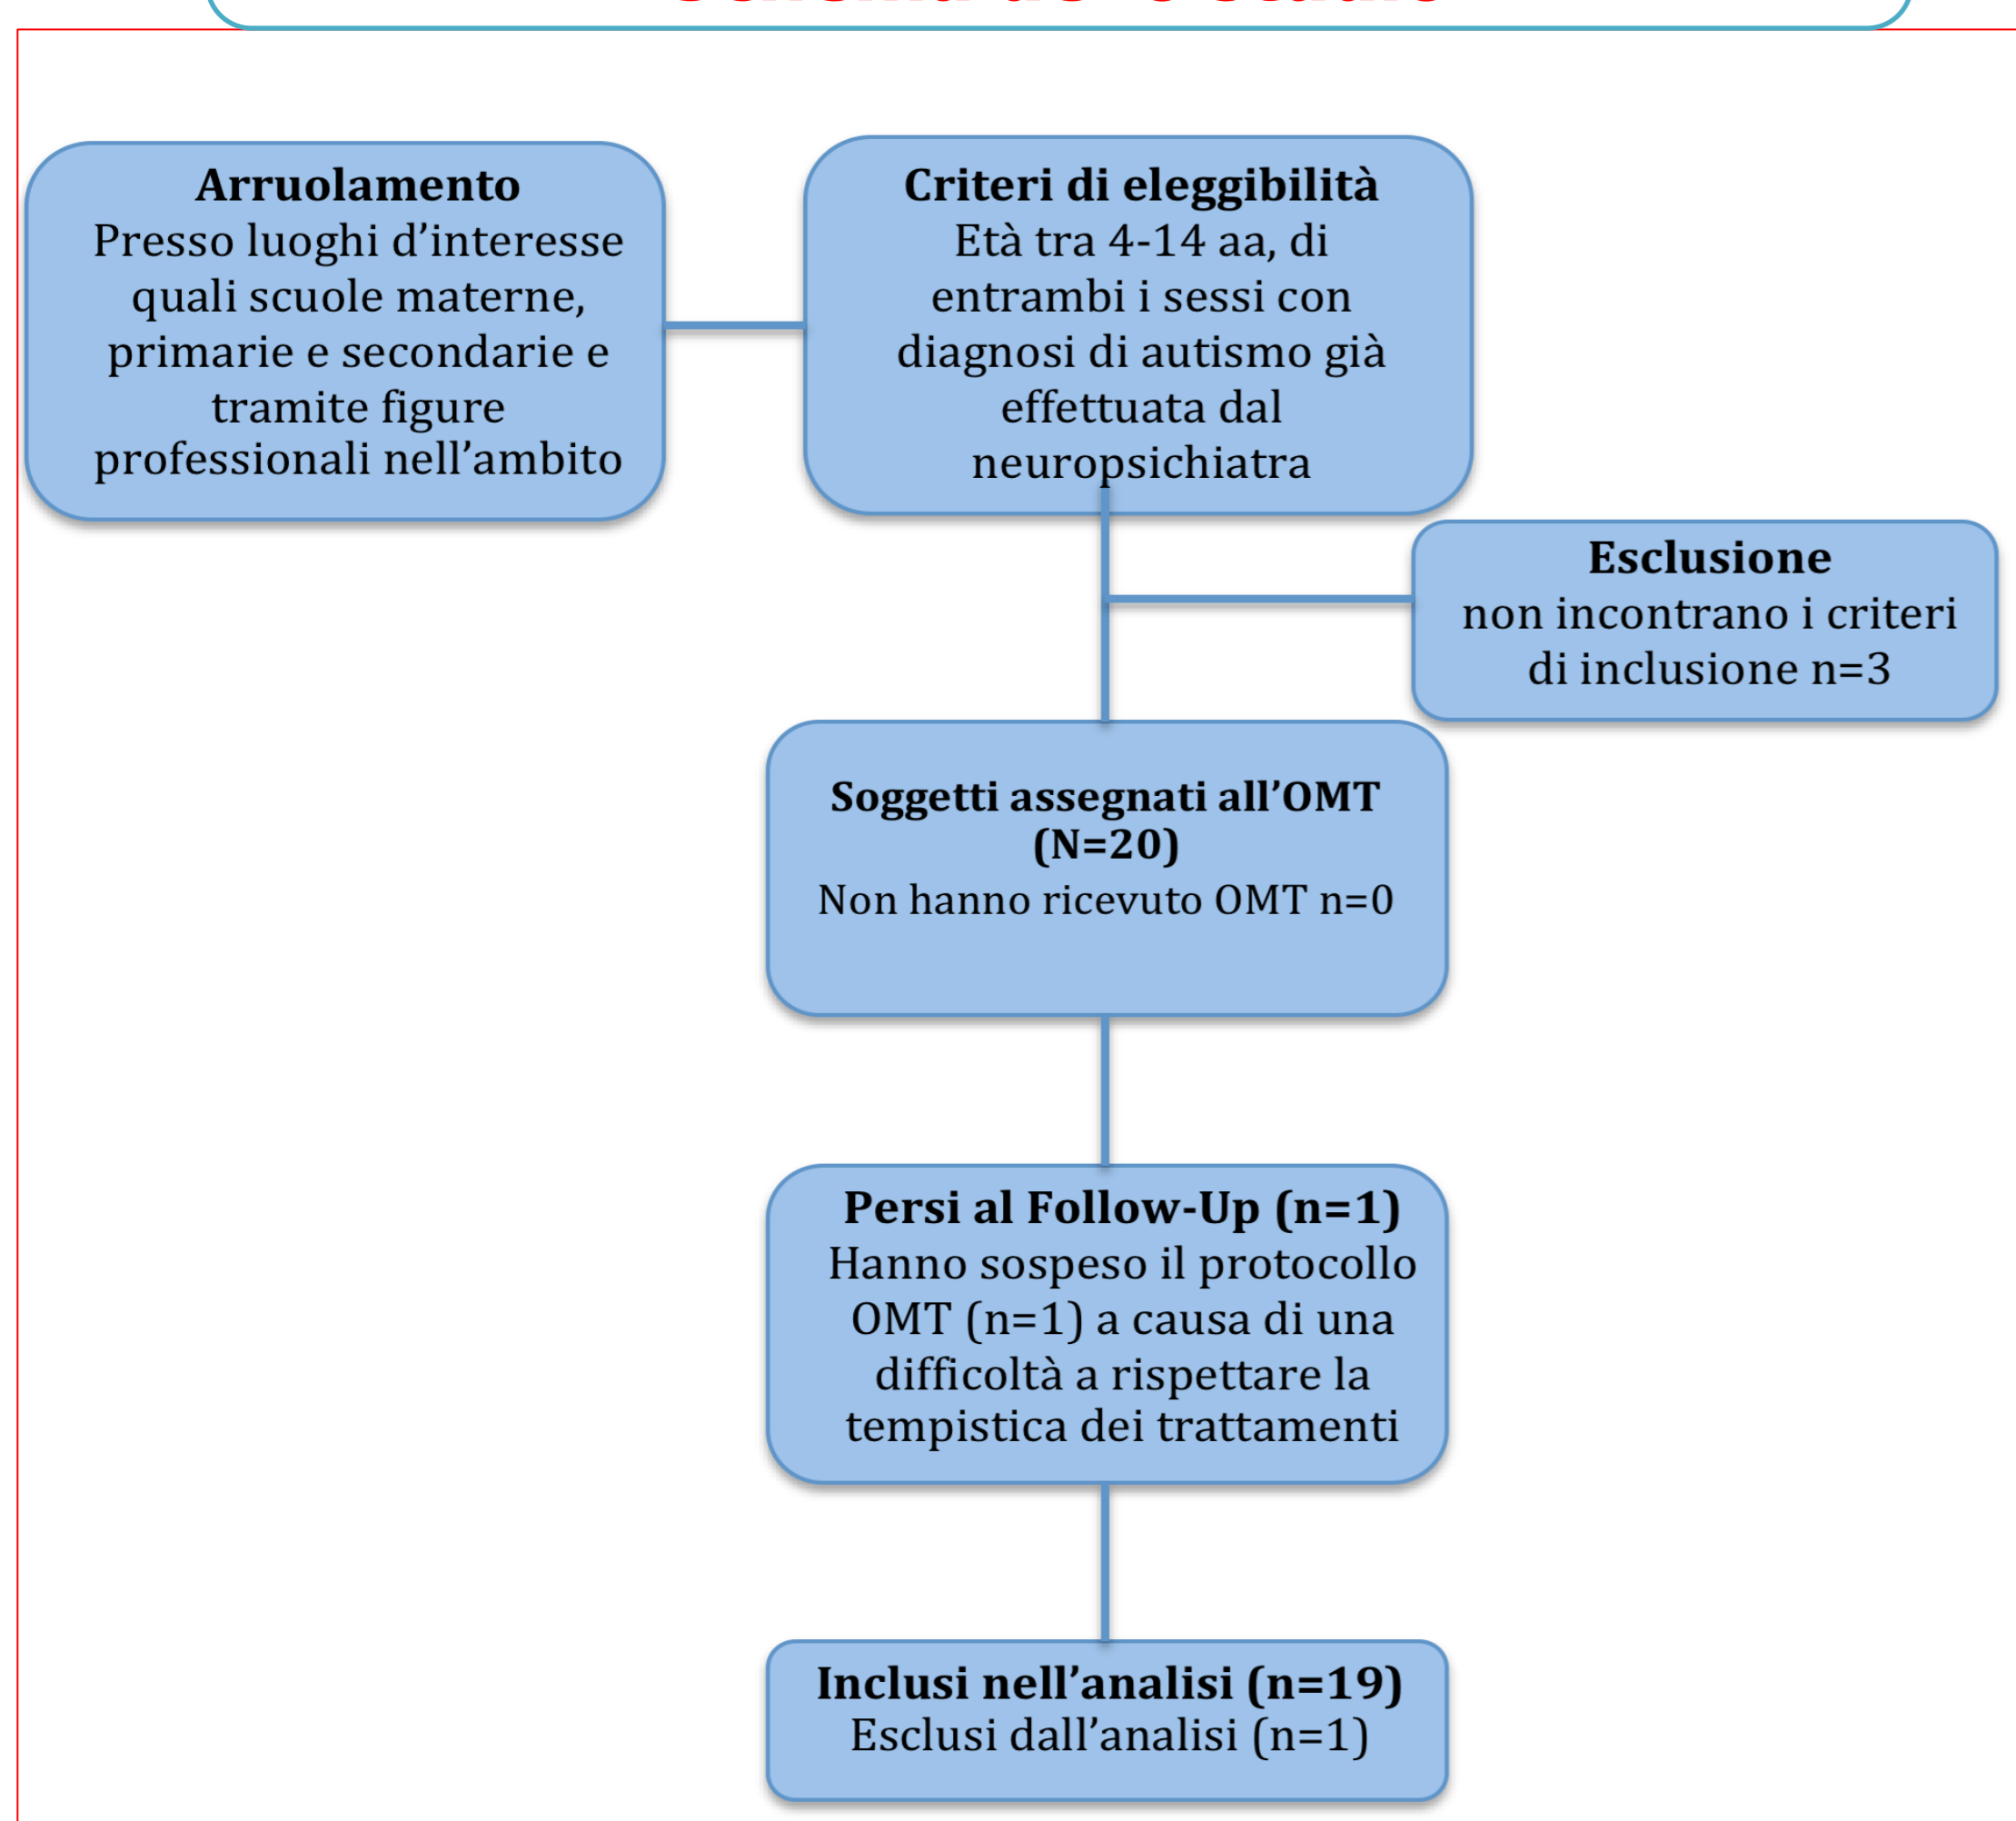 Arruolamento
Presso luoghi d’interesse
quali scuole materne,
primarie e secondarie e
tramite figure
professionali nell’ambito
Criteri di eleggibilità
Età tra 4-14 aa, di
entrambi i sessi con
diagnosi di autismo già
effettuata dal
neuropsichiatra
Esclusione
non incontrano i criteri
di inclusione n=3
Soggetti assegnati all’OMT
(N=20)
Non hanno ricevuto OMT n=0
Persi al Follow-Up (n=1)
Hanno sospeso il protocollo
OMT (n=1) a causa di una
difficoltà a rispettare la
tempistica dei trattamenti
Inclusi nell’analisi (n=19)
Esclusi dall’analisi (n=1)